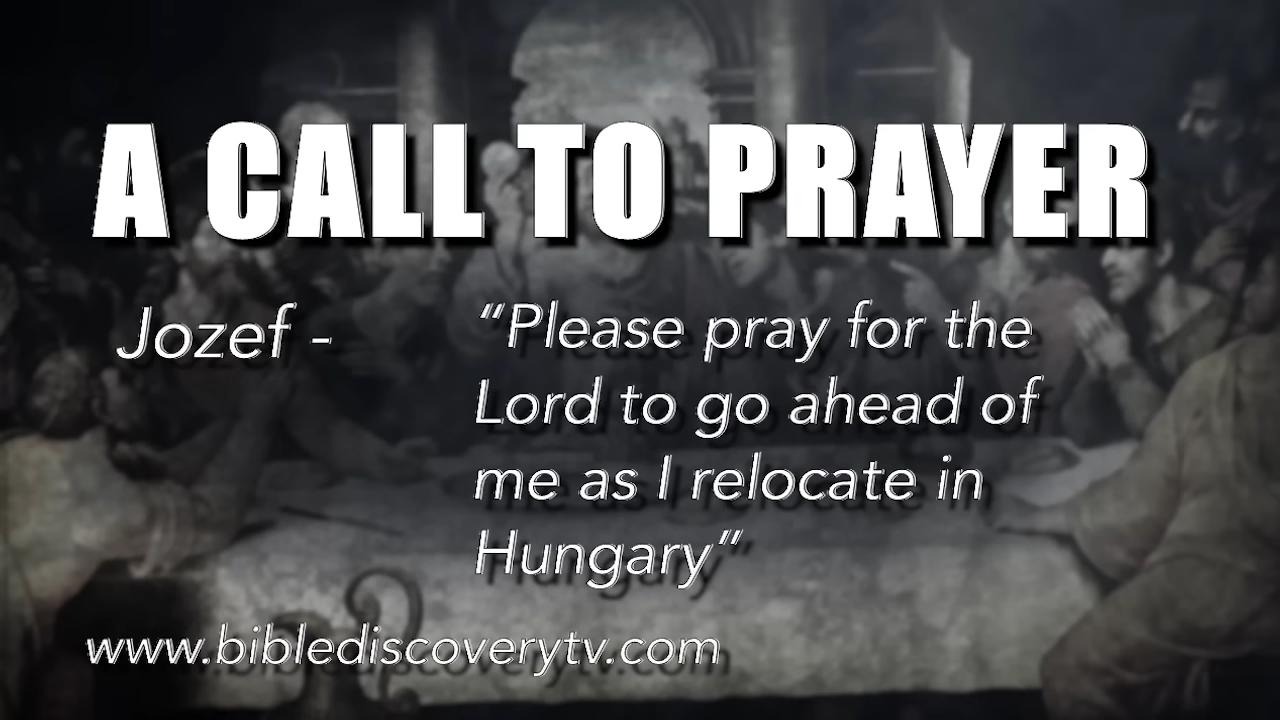 A CALL TO PRAYER
Jozef - “Please pray for the
Lord to go ahead of
me as I relocate in
Hungary”
www.biblediscoverytv.com